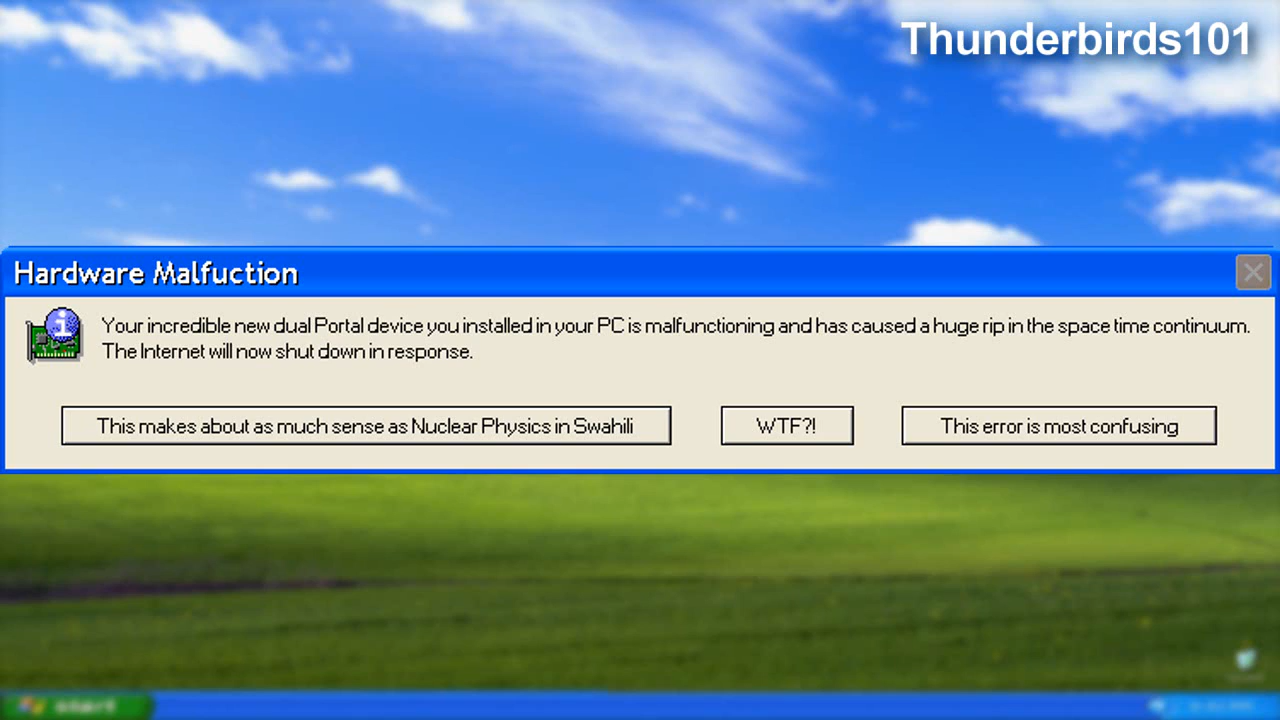 Thunderbirds101
Hardware Malfuction
Your incredible new dual Portal device you installed in your PC is malfunctioning and has caused a huge rip in the space time continuum.
The Internet will now shut down in response.
This makes about as much sense as Nuclear Physics in Swahili
WTF?!
This error is most confusing
start